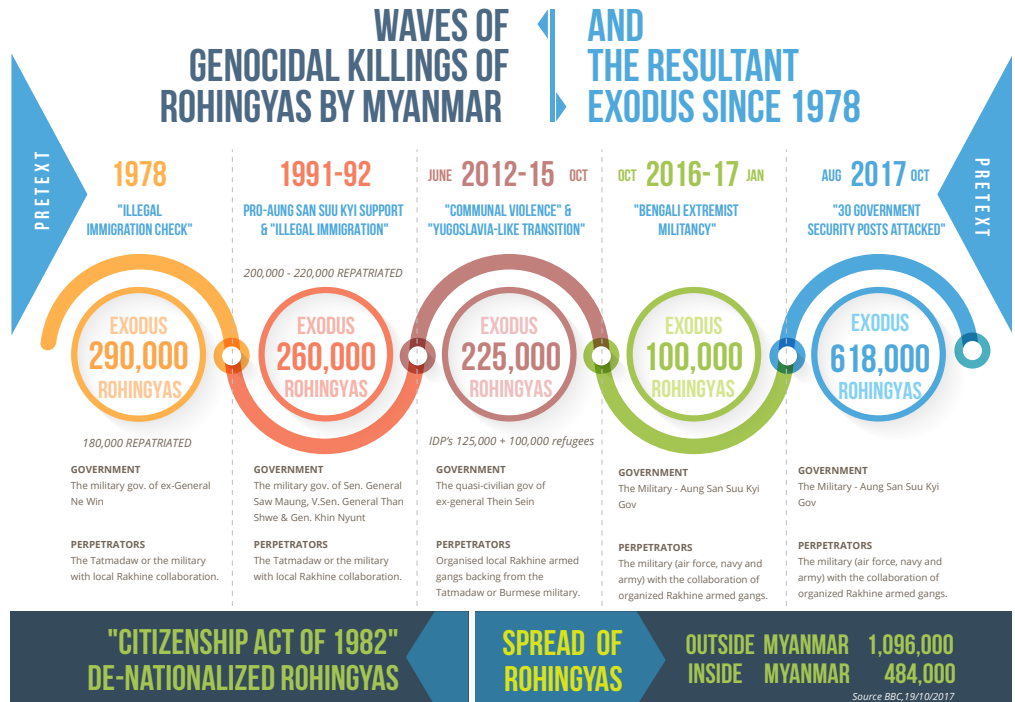 WAVES OF
GENOCIDAL KILLINGS OF
ROHINGYAS BY MYANMAR
AND
THE RESULTANT
EXODUS SINCE 1978
PRETEXT
1978
"ILLEGAL
IMMIGRATION CHECK"
EXODUS
290,000
ROHINGYAS
180,000 REPATRIATED
GOVERNMENT
The military gov. of ex-General
Ne Win
PERPETRATORS
The Tatmadaw or the military
with local Rakhine collaboration.
1991-92
PRO-AUNG SAN SUU KYI SUPPORT
& "ILLEGAL IMMIGRATION"
200,000 - 220,000 REPATRIATED
EXODUS
260,000
ROHINGYAS
GOVERNMENT
The military gov. of Sen. General
Saw Maung, V.Sen. General Than
Shwe & Gen. Khin Nyunt
PERPETRATORS
The Tatmadaw or the military
with local Rakhine collaboration.
JUNE 2012-15 OCT
"COMMUNAL VIOLENCE" &
"YUGOSLAVIA-LIKE TRANSITION"
EXODUS
225,000
ROHINGYAS
IDP's 125,000 + 100,000 refugees
GOVERNMENT
The quasi-civilian gov of
ex-general Thein Sein
PERPETRATORS
Organised local Rakhine armed
gangs backing from the
Tatmadaw or Burmese military.
OCT 2016-17 JAN
"BENGALI EXTREMIST
MILITANCY"
EXODUS
100,000
ROHINGYAS
GOVERNMENT
The Military - Aung San Suu Kyi
Gov
PERPETRATORS
The military (air force, navy and
army) with the collaboration of
organized Rakhine armed gangs.
AUG 2017 OCT
"30 GOVERNMENT
SECURITY POSTS ATTACKED"
EXODUS
618,000
ROHINGYAS
GOVERNMENT
The Military - Aung San Suu Kyi
Gov
PERPETRATORS
The military (air force, navy and
army) with the collaboration of
organized Rakhine armed gangs.
PRETEXT
"CITIZENSHIP ACT OF 1982"
DE-NATIONALIZED ROHINGYAS
SPREAD OF
ROHINGYAS
OUTSIDE MYANMAR 1,096,000
INSIDE MYANMAR 484,000
Source BBC,19/10/2017